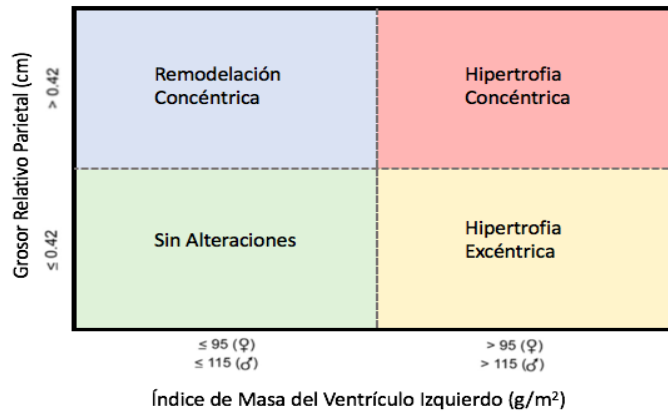 Grosor Relativo Parietal (cm)
> 0.42
≤ 0.42
Remodelación
Concéntrica
Hipertrofia
Concéntrica
Sin Alteraciones
Hipertrofia
Excéntrica
≤ 95 (♀)
≤ 115 (♂)
> 95 (♀)
> 115 (♂)
Índice de Masa del Ventrículo Izquierdo (g/m²)